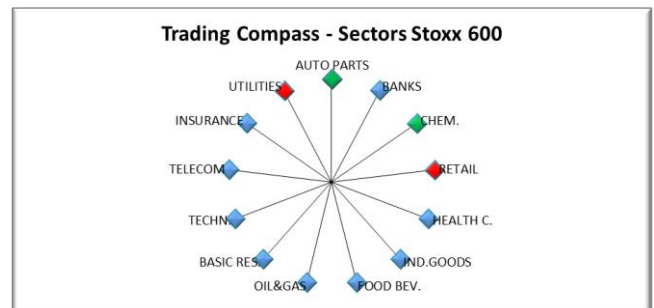 Trading Compass - Sectors Stoxx 600
AUTO PARTS
UTILITIES
BANKS
INSURANCE
CHEM.
TELECOM
RETAIL
TECHN.
HEALTH C.
BASIC RES.
IND.GOODS
OIL&GAS
FOOD BEV.